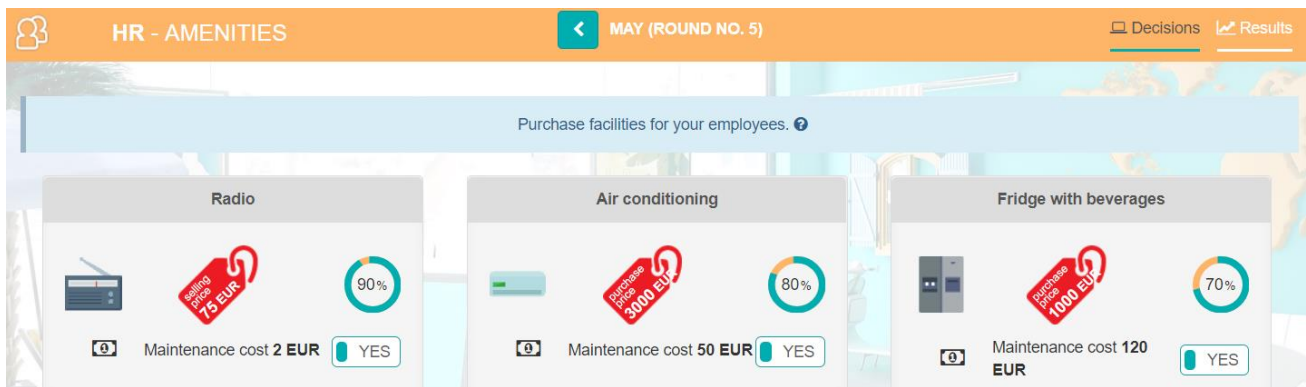 HR - AMENITIES
MAY (ROUND NO. 5)
Decisions
Results
Purchase facilities for your employees.
Radio
Air conditioning
Fridge with beverages
selling
price
75 EUR
90%
purchase
price
3000 EUR
80%
purchase
price
1000 EUR
70%
Maintenance cost 2 EUR
YES
Maintenance cost 50 EUR
YES
Maintenance cost 120
EUR
YES